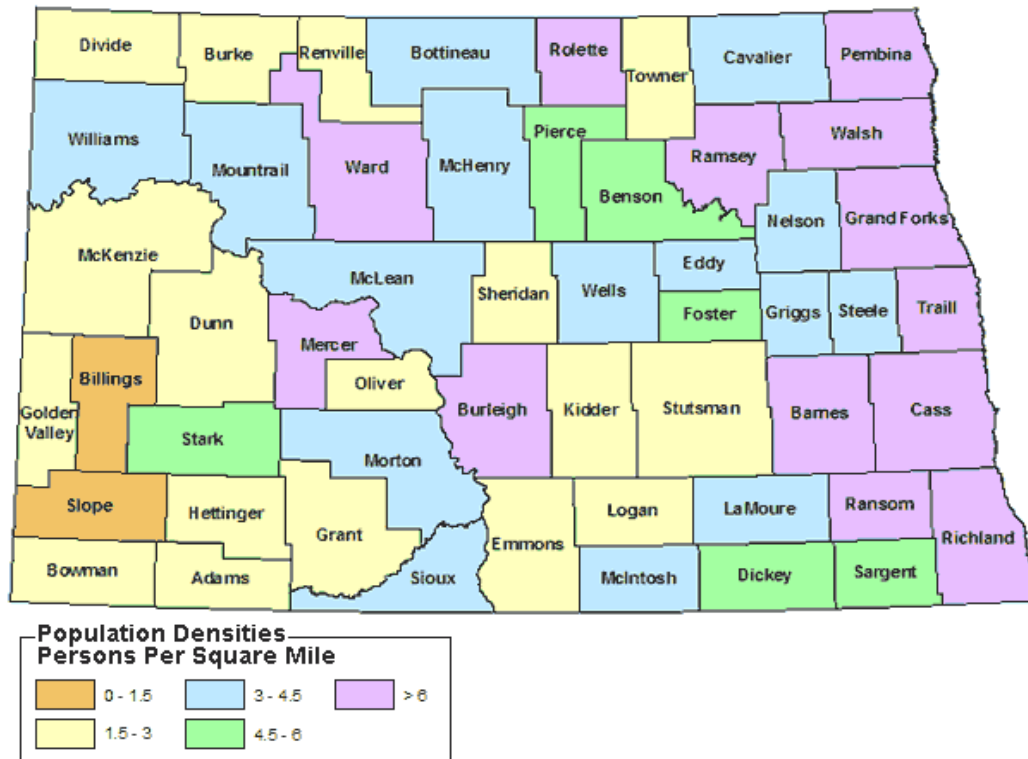 Divide
Burke
Renville
Bottineau
Rolette
Towner
Cavalier
Pembina
Williams
Mountrail
Ward
McHenry
Pierce
Benson
Ramsey
Walsh
Nelson
Grand Forks
McKenzie
Dunn
McLean
Sheridan
Wells
Eddy
Foster
Griggs
Steele
Traill
Mercer
Oliver
Billings
Golden
Valley
Stark
Morton
Burleigh
Kidder
Stutsman
Barnes
Cass
Slope
Hettinger
Grant
Emmons
Logan
LaMoure
Ransom
Richland
Bowman
Adams
Sioux
McIntosh
Dickey
Sargent
Population Densities
Persons Per Square Mile
0 - 1.5
3 - 4.5
> 6
1.5 - 3
4.5 - 6